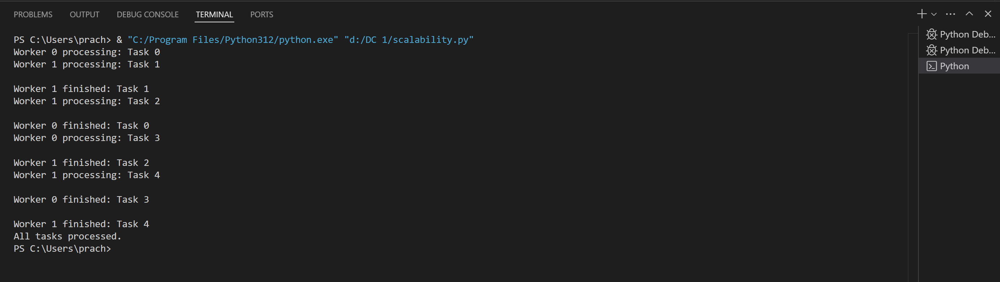 PROBLEMS OUTPUT DEBUG CONSOLE TERMINAL PORTS
PS C:\Users\prach> & "C:/Program Files/Python312/python.exe" "d:/DC 1/scalability.py"
Worker 0 processing: Task 0
Worker 1 processing: Task 1
Worker 1 finished: Task 1
Worker 1 processing: Task 2
Worker 0 finished: Task 0
Worker 0 processing: Task 3
Worker 1 finished: Task 2
Worker 1 processing: Task 4
Worker 0 finished: Task 3
Worker 1 finished: Task 4
All tasks processed.
PS C:\Users\prach>
Python Deb...
Python Deb...
Python